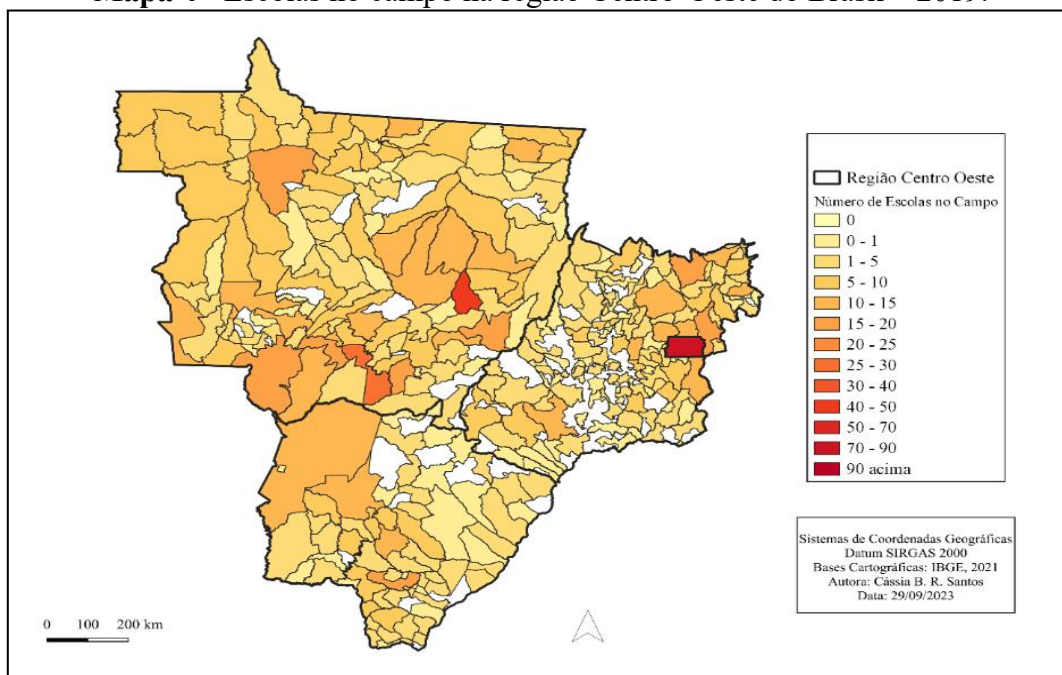 Mapa 4 - Escolas no campo na região Centro-Oeste do Brasil – 2019.
Região Centro Oeste
Número de Escolas no Campo
0
0 - 1
1 - 5
5 - 10
10 - 15
15 - 20
20 - 25
25 - 30
30 - 40
40 - 50
50 - 70
70 - 90
90 acima
Sistemas de Coordenadas Geográficas
Datum SIRGAS 2000
Bases Cartográficas: IBGE, 2021
Autora: Cássia B. R. Santos
Data: 29/09/2023
0 100 200 km